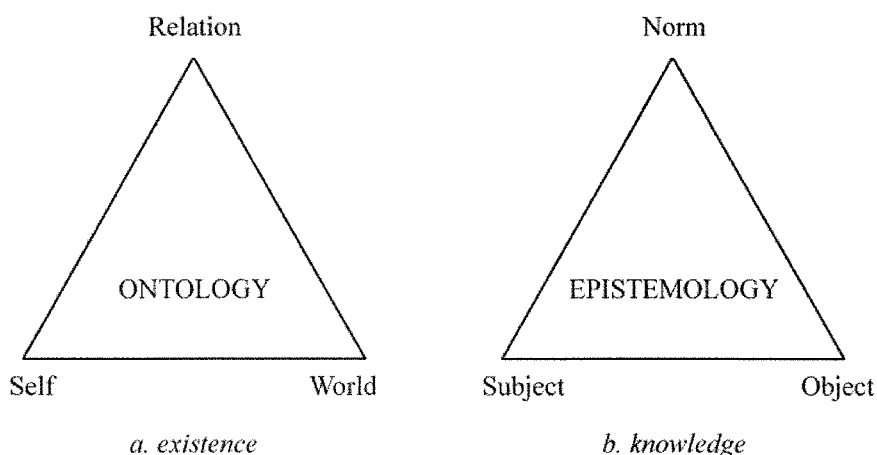 Relation Norm
ONTOLOGY EPISTEMOLOGY
Self World Subject Object
a. existence b. knowledge